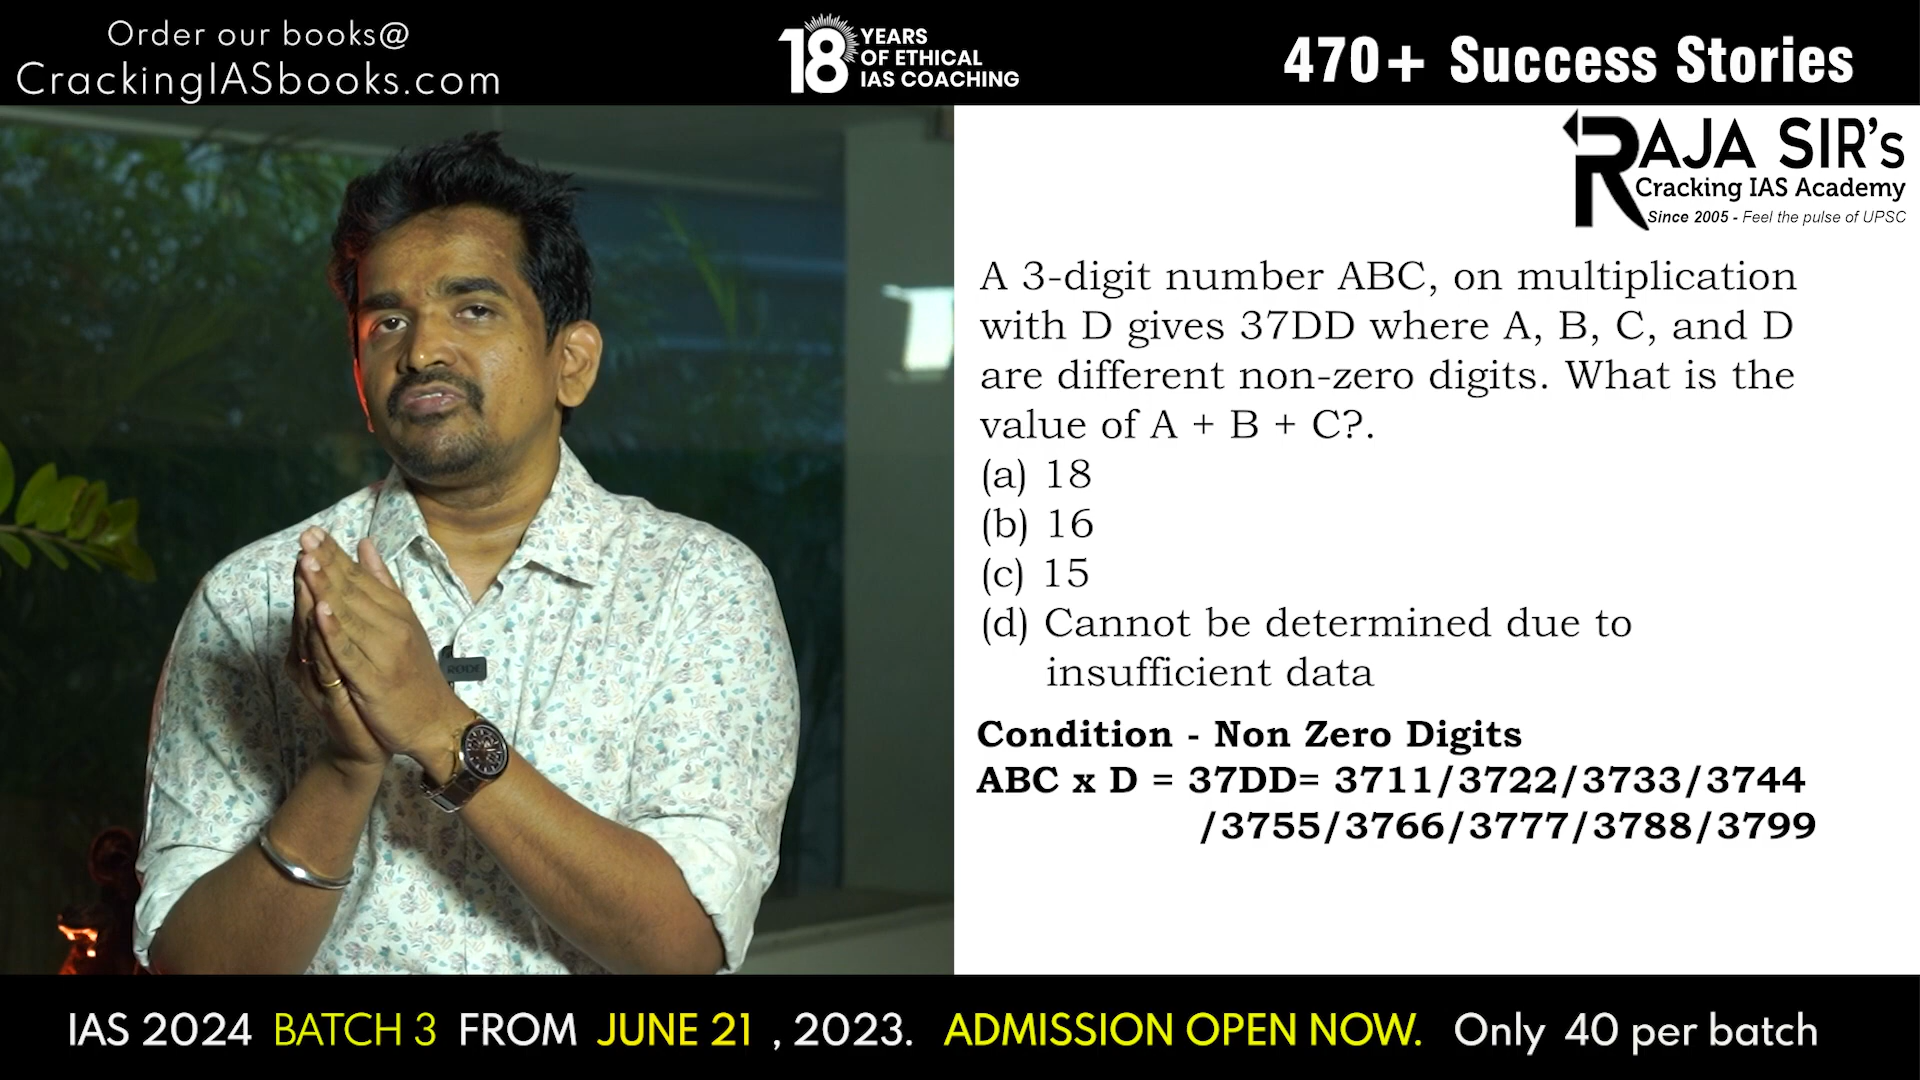 Order our books@
CrackingIASbooks.com
18 YEARS
OF ETHICAL
IAS COACHING
470+ Success Stories
RAJA SIR's
Cracking IAS Academy
Since 2005 - Feel the pulse of UPSC
A 3-digit number ABC, on multiplication
with D gives 37DD where A, B, C, and D
are different non-zero digits. What is the
value of A + B + C?.
(a) 18
(b) 16
(c) 15
(d) Cannot be determined due to
insufficient data
Condition - Non Zero Digits
ABC x D = 37DD= 3711/3722/3733/3744
/3755/3766/3777/3788/3799
RODE
IAS 2024 BATCH 3 FROM JUNE 21 , 2023. ADMISSION OPEN NOW. Only 40 per batch